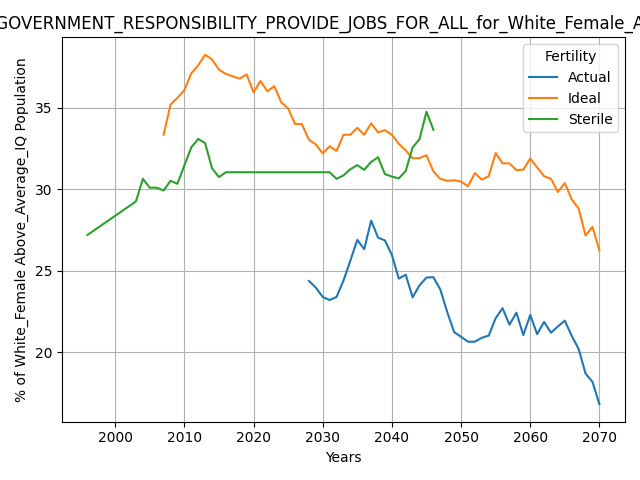 GOVERNMENT_RESPONSIBILITY_PROVIDE_JOBS_FOR_ALL_for_White_Female_A
Fertility
Actual
Ideal
Sterile
% of White_Female Above_Average_IQ Population
35
30
25
20
2000 2010 2020 2030 2040 2050 2060 2070
Years